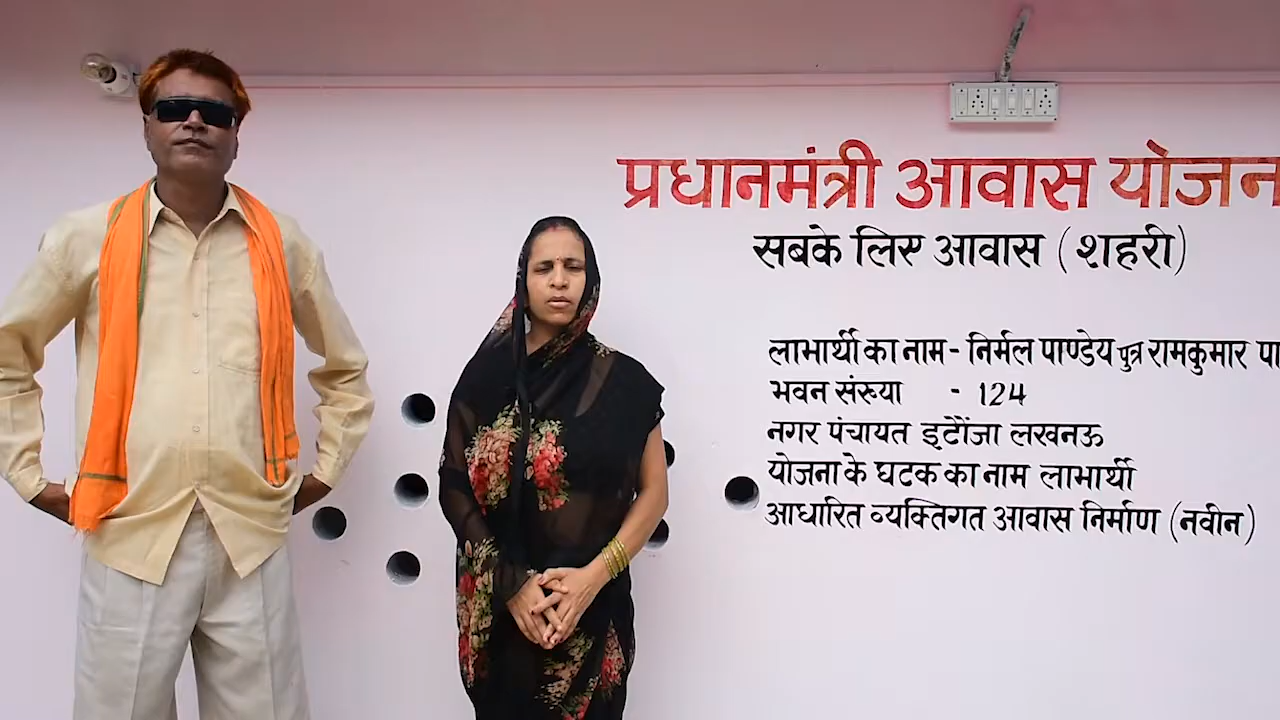 प्रधानमंत्री आवास योजन
सबके लिए आवास (शहरी)
लाभार्थी का नाम - निर्मल पाण्डेय पुत्र रामकुमार पा
भवन संख्या - 124
नगर पंचायत इटौंजा लखनऊ
योजना के घटक का नाम लाभार्थी
आधारित व्यक्तिगत आवास निर्माण (नवीन)